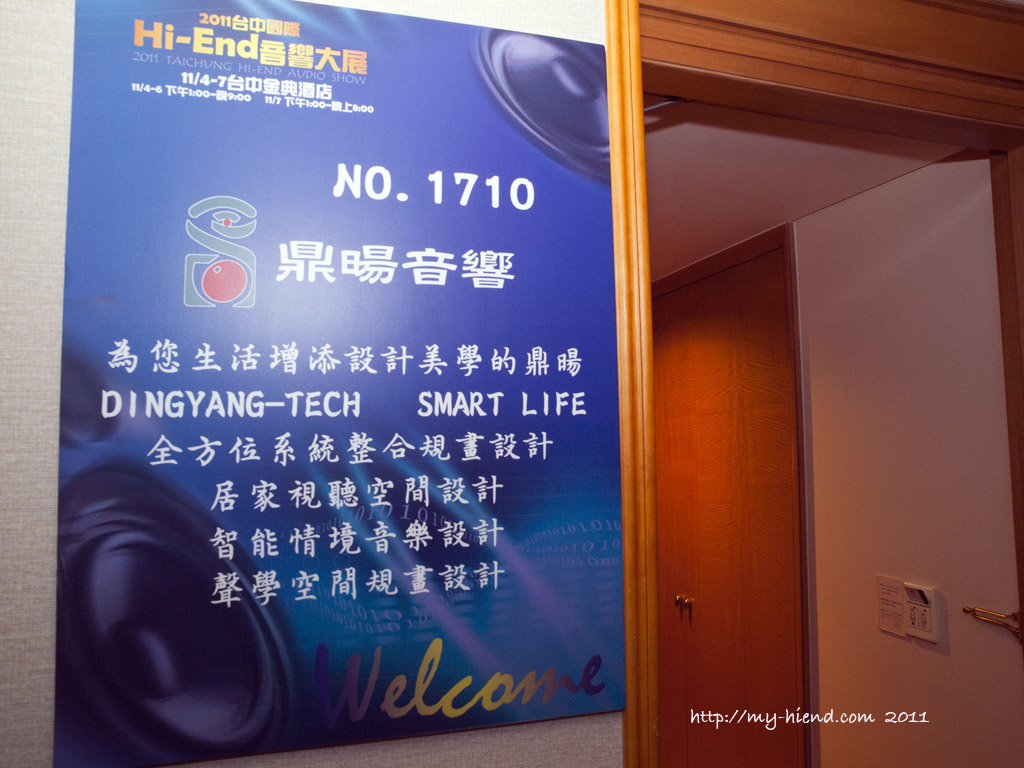 2011台中國際
Hi-End音響大展
2011 TAICHUNG HI-END AUDIO SHOW
11/4-7台中金典酒店
11/4-6 下午1:00~晚9:00 11/7 下午1:00~晚上8:00
NO. 1710
鼎暘音響
為您生活增添設計美學的鼎暘
DINGYANG-TECH SMART LIFE
全方位系統整合規畫設計
居家視聽空間設計
智能情境音樂設計
聲學空間規畫設計
Welcome
http://my-hiend.com 2011